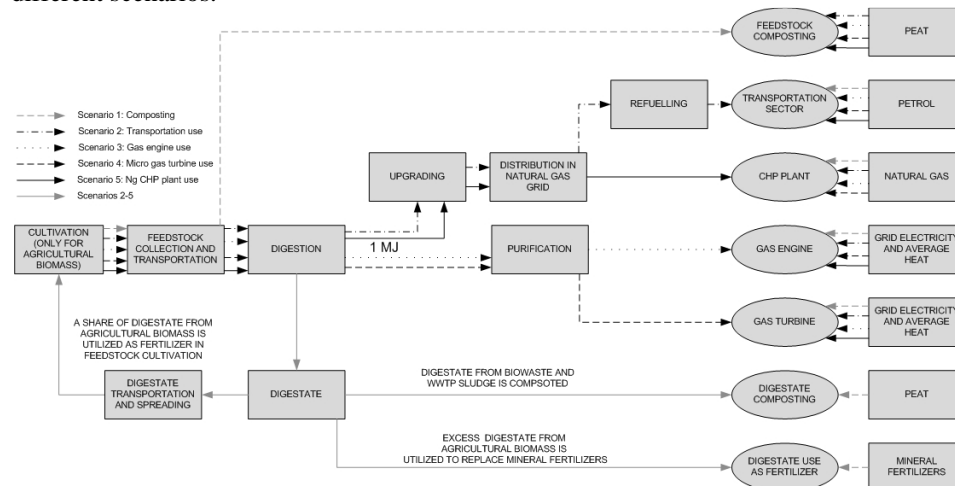 different scenarios.
FEEDSTOCK
COMPOSTING
PEAT
Scenario 1: Composting
Scenario 2: Transportation use
Scenario 3: Gas engine use
Scenario 4: Micro gas turbine use
Scenario 5: Ng CHP plant use
Scenarios 2-5
REFUELLING
TRANSPORTATION
SECTOR
PETROL
UPGRADING
DISTRIBUTION IN
NATURAL GAS
GRID
CHP PLANT
NATURAL GAS
CULTIVATION
(ONLY FOR
AGRICULTURAL
BIOMASS)
FEEDSTOCK
COLLECTION AND
TRANSPORTATION
DIGESTION
1 MJ
PURIFICATION
GAS ENGINE
GRID ELECTRICITY
AND AVERAGE
HEAT
GAS TURBINE
GRID ELECTRICITY
AND AVERAGE
HEAT
A SHARE OF DIGESTATE FROM
AGRICULTURAL BIOMASS IS
UTILIZED AS FERTILIZER IN
FEEDSTOCK CULTIVATION
DIGESTATE
TRANSPORTATION
AND SPREADING
DIGESTATE
DIGESTATE FROM BIOWASTE AND
WWTP SLUDGE IS COMPSOTED
DIGESTATE
COMPOSTING
PEAT
EXCESS DIGESTATE FROM
AGRICULTURAL BIOMASS IS
UTILIZED TO REPLACE MINERAL FERTILIZERS
DIGESTATE USE
AS FERTILIZER
MINERAL
FERTILIZERS